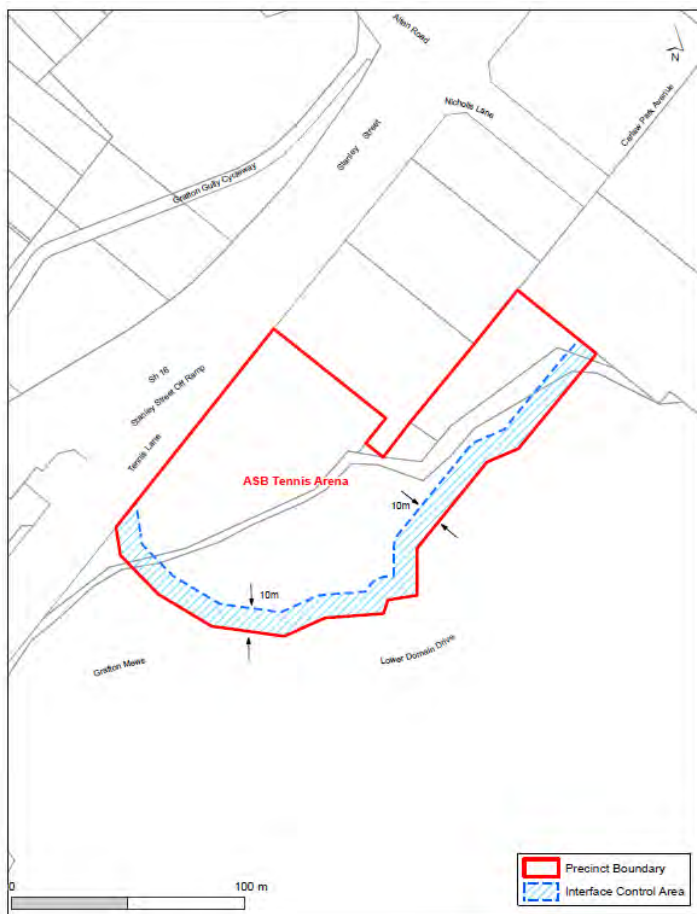 Alten Road
N
Nicholls Lane
Carlaw Park Avenue
Stanley Street
Grafton Gully Cycleway
Sh 16
Stanley Street Off Ramp
Tennis Lane
ASB Tennis Arena
10m
10m
Lower Domain Drive
Grafton Mews
0
100 m
Precinct Boundary
Interface Control Area